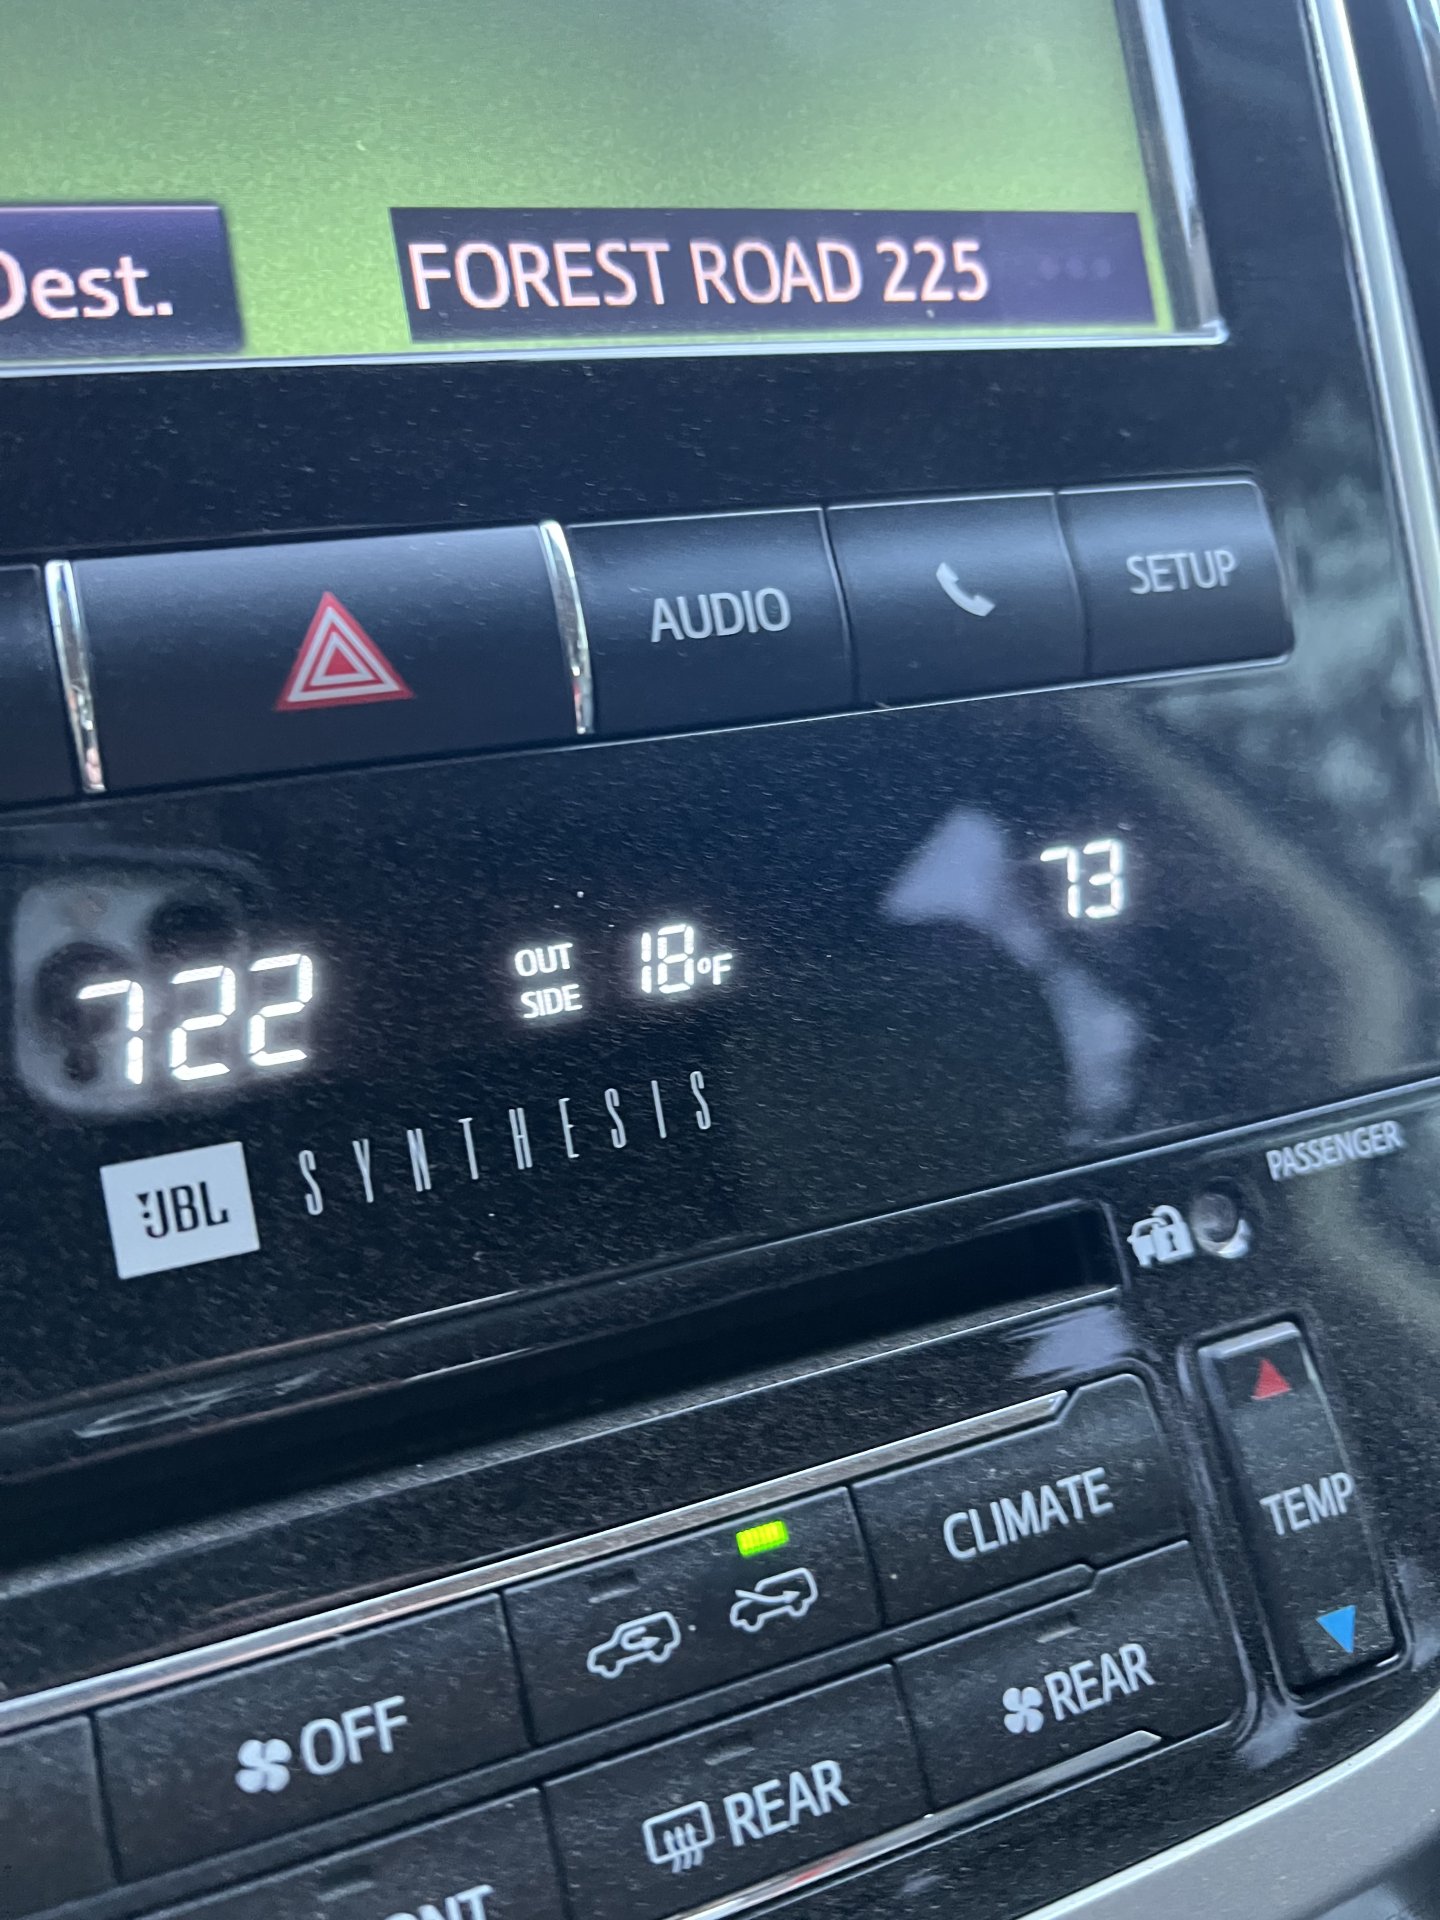 Dest.
FOREST ROAD 225
AUDIO
SETUP
73
722
OUT SIDE
18°F
JBL
SYNTHESIS
PASSENGER
CLIMATE
TEMP
OFF
REAR
REAR